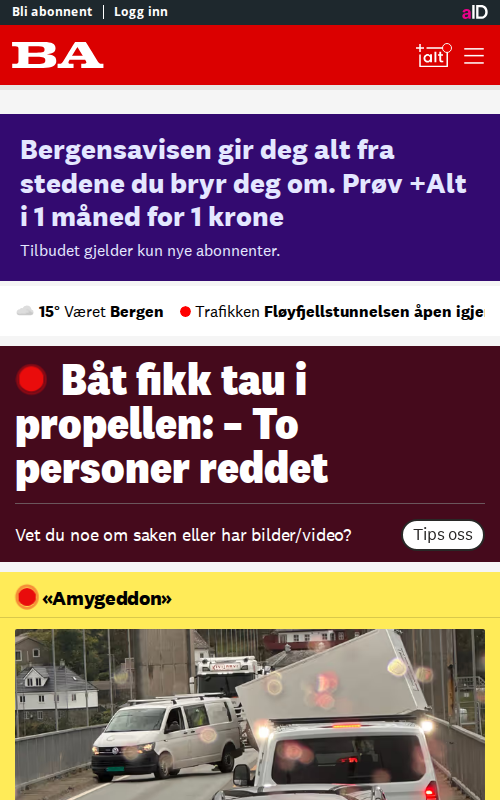 Bli abonnent | Logg inn
aID
BA
+alt
Bergensavisen gir deg alt fra
stedene du bryr deg om. Prøv +Alt
i 1 måned for 1 krone
Tilbudet gjelder kun nye abonnenter.
15° Været Bergen
Trafikken Fløyfjellstunnelsen åpen igje
Båt fikk tau i
propellen: – To
personer reddet
Vet du noe om saken eller har bilder/video?
Tips oss
«Amygeddon»